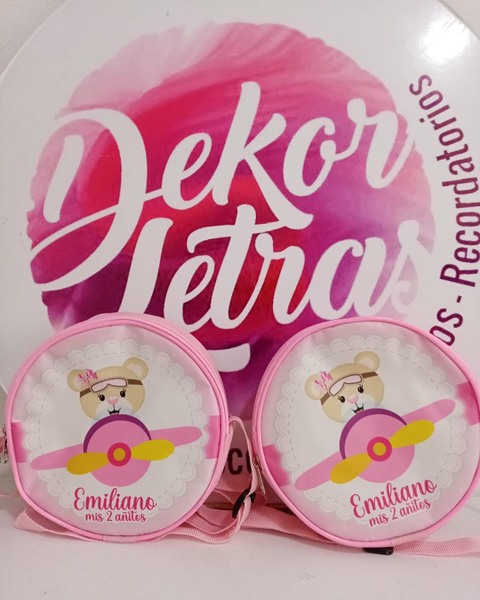 Dekor
Letras
os - Recordatorios
Emiliano
mis 2 añitos
Emiliano
mis 2 añitos